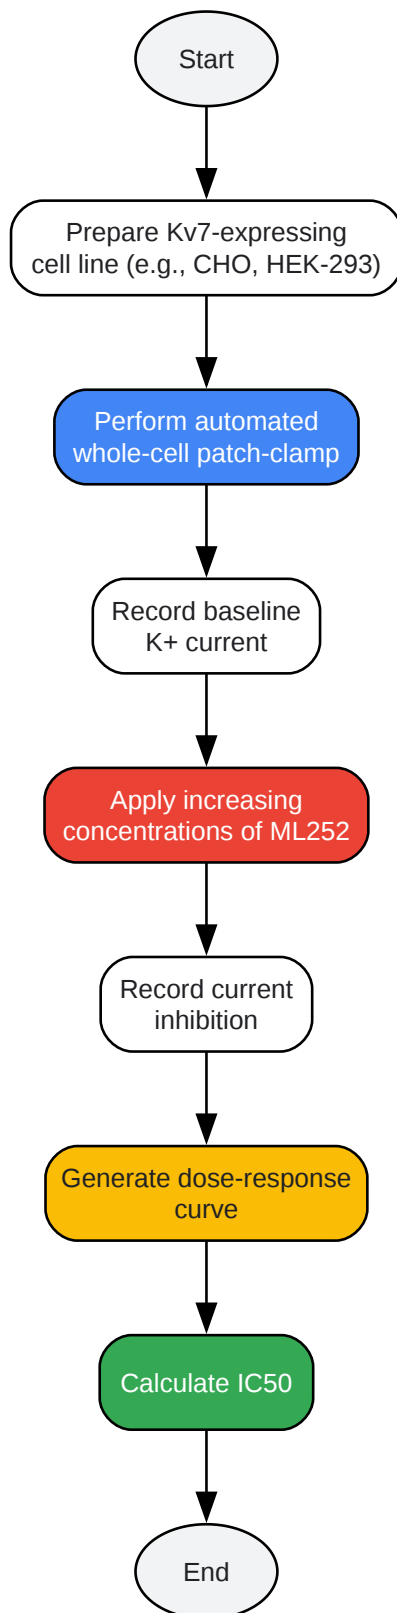 Start
Prepare Kv7-expressing
cell line (e.g., CHO, HEK-293)
Perform automated
whole-cell patch-clamp
Record baseline
K+ current
Apply increasing
concentrations of ML252
Record current
inhibition
Generate dose-response
curve
Calculate IC50
End